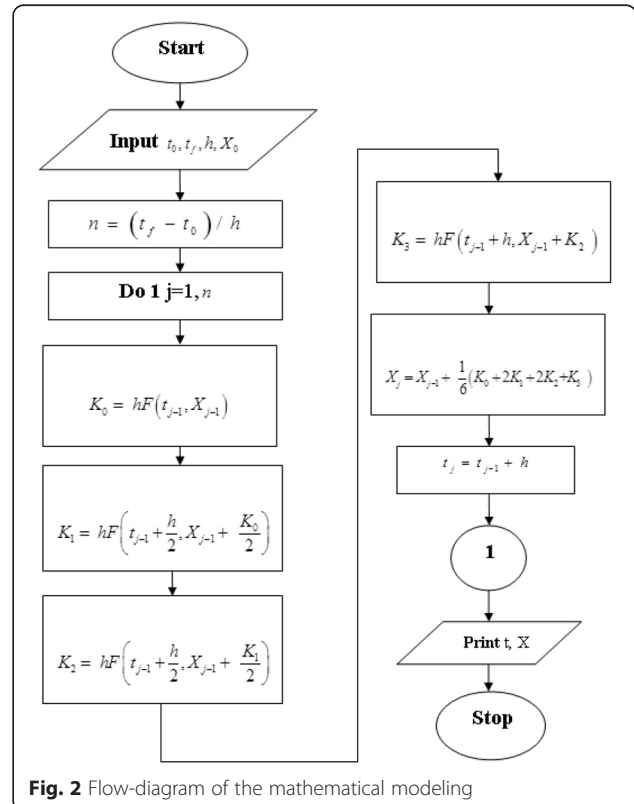 Start
Input t₀, t_f, h, X₀
n = (t_f − t₀) / h
Do 1 j=1, n
K₀ = hF(t_{j−1}, X_{j−1})
K₁ = hF(t_{j−1} + h/2, X_{j−1} + K₀/2)
K₂ = hF(t_{j−1} + h/2, X_{j−1} + K₁/2)
K₃ = hF(t_{j−1} + h, X_{j−1} + K₂)
X_j = X_{j−1} + 1/6(K₀ + 2K₁ + 2K₂ + K₃)
t_j = t_{j−1} + h
1
Print t, X
Stop
Fig. 2 Flow-diagram of the mathematical modeling